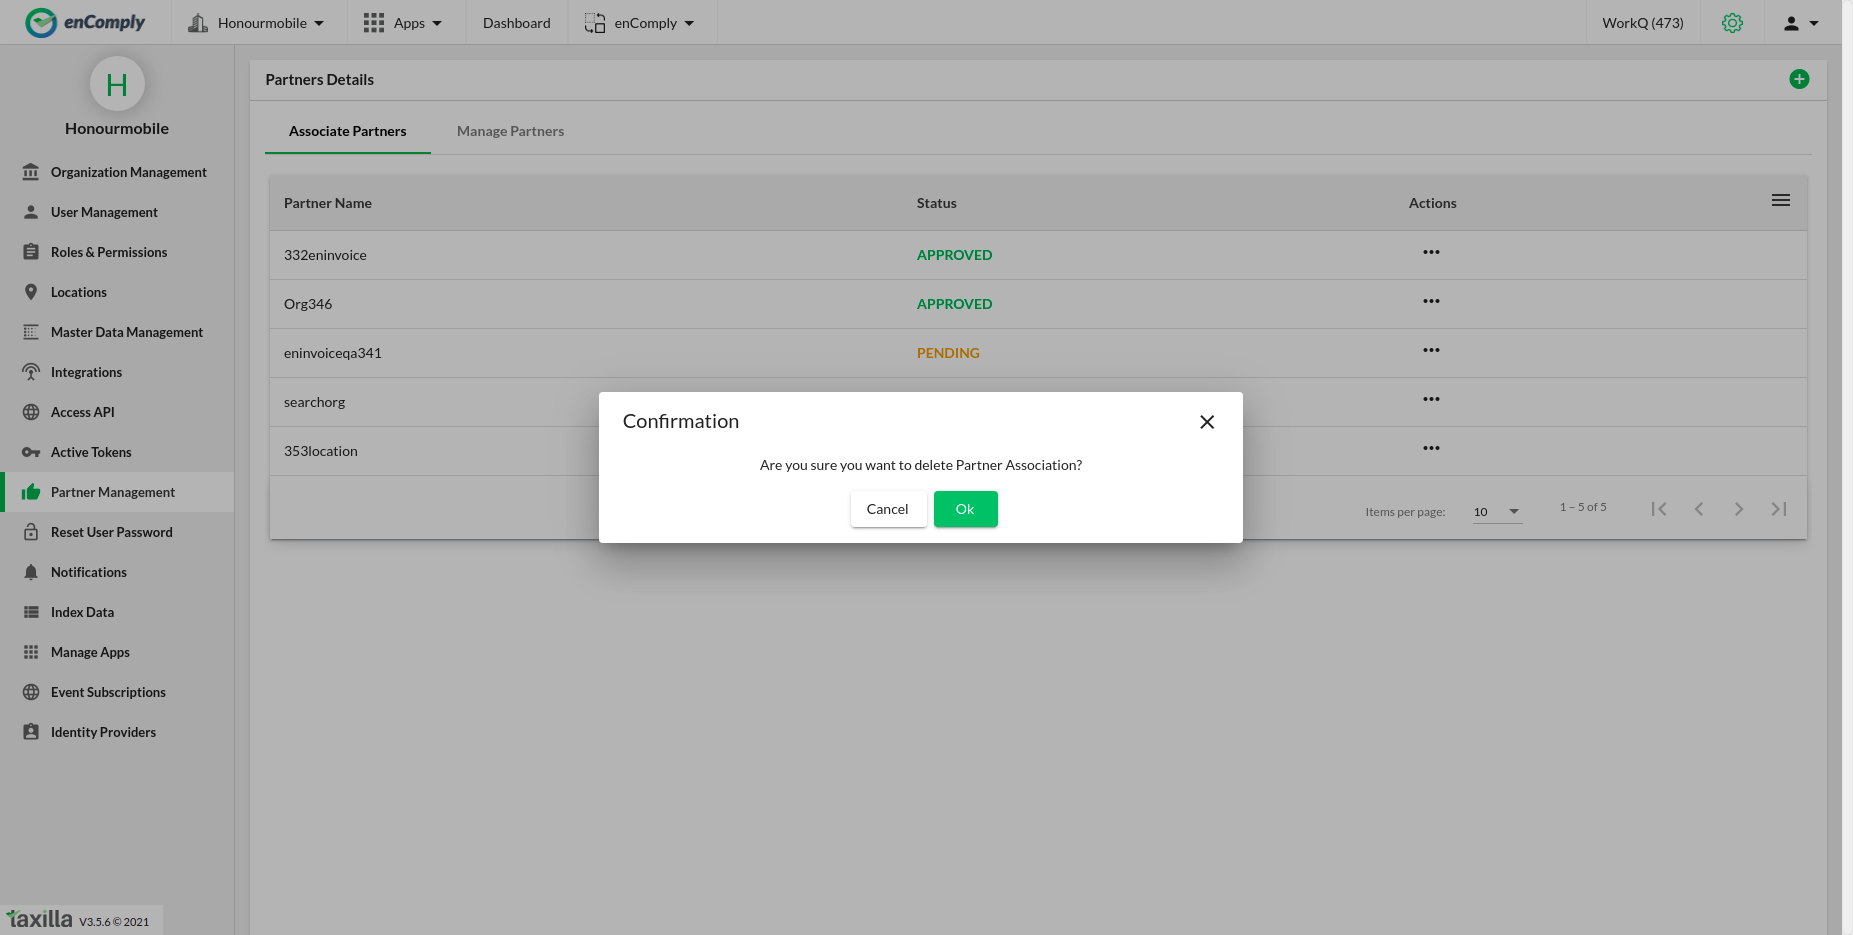 enComply
Honourmobile
Apps
Dashboard
enComply
WorkQ (473)
H
Honourmobile
Organization Management
User Management
Roles & Permissions
Locations
Master Data Management
Integrations
Access API
Active Tokens
Partner Management
Reset User Password
Notifications
Index Data
Manage Apps
Event Subscriptions
Identity Providers
taxilla V3.5.6 © 2021
Partners Details
Associate Partners Manage Partners
Partner Name Status Actions
332eninvoice APPROVED
Org346 APPROVED
eninvoiceqa341 PENDING
searchorg
353location
Items per page: 10 1 – 5 of 5
Confirmation
Are you sure you want to delete Partner Association?
Cancel Ok